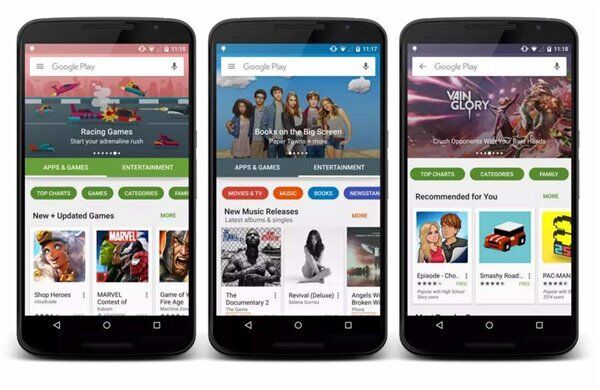 11:15
Google Play
Racing Games
Start your adrenaline rush
APPS & GAMES
ENTERTAINMENT
TOP CHARTS
GAMES
CATEGORIES
FAMI
New + Updated Games
MORE
Shop Heroes
cloudcade
MARVEL
Contest of
Kabam
Game of W
Fire Age
11:17
Google Play
Books on the Big Screen
Paper Towns + more
APPS & GAMES
ENTERTAINMENT
MOVIES & TV
MUSIC
BOOKS
NEWSSTAN
New Music Releases
Latest albums & singles
MORE
The
Documentary 2
The Game
Revival (Deluxe)
Selena Gomez
Angels Wi
Broken Wi
11:18
Google Play
VAIN
GLORY
Crush Opponents With Your Bare Hands
TOP CHARTS
CATEGORIES
FAMILY
Recommended for You
MORE
Episode - Cho..
FREE
Popular with High School
Story users
Smashy Road:..
FREE
PAC-MAN
Popular with B
2014 users